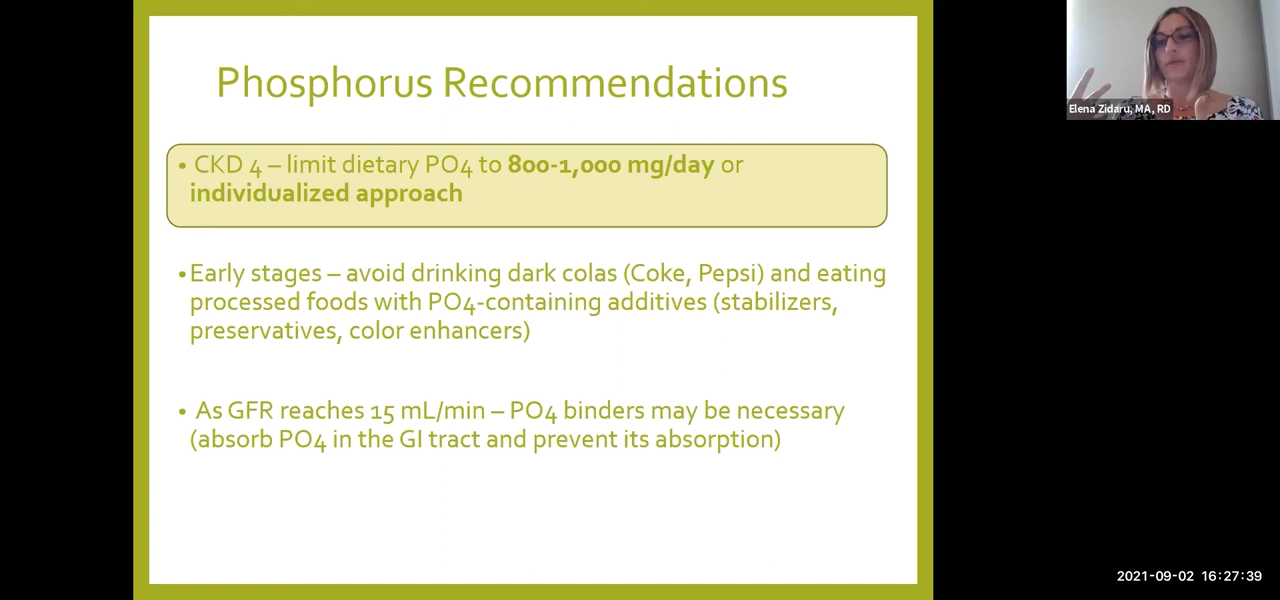 Phosphorus Recommendations
Elena Zidaru, MA, RD
• CKD 4 – limit dietary PO4 to 800-1,000 mg/day or
individualized approach
•Early stages – avoid drinking dark colas (Coke, Pepsi) and eating
processed foods with PO4-containing additives (stabilizers,
preservatives, color enhancers)
• As GFR reaches 15 mL/min – PO4 binders may be necessary
(absorb PO4 in the GI tract and prevent its absorption)
2021-09-02 16:27:39